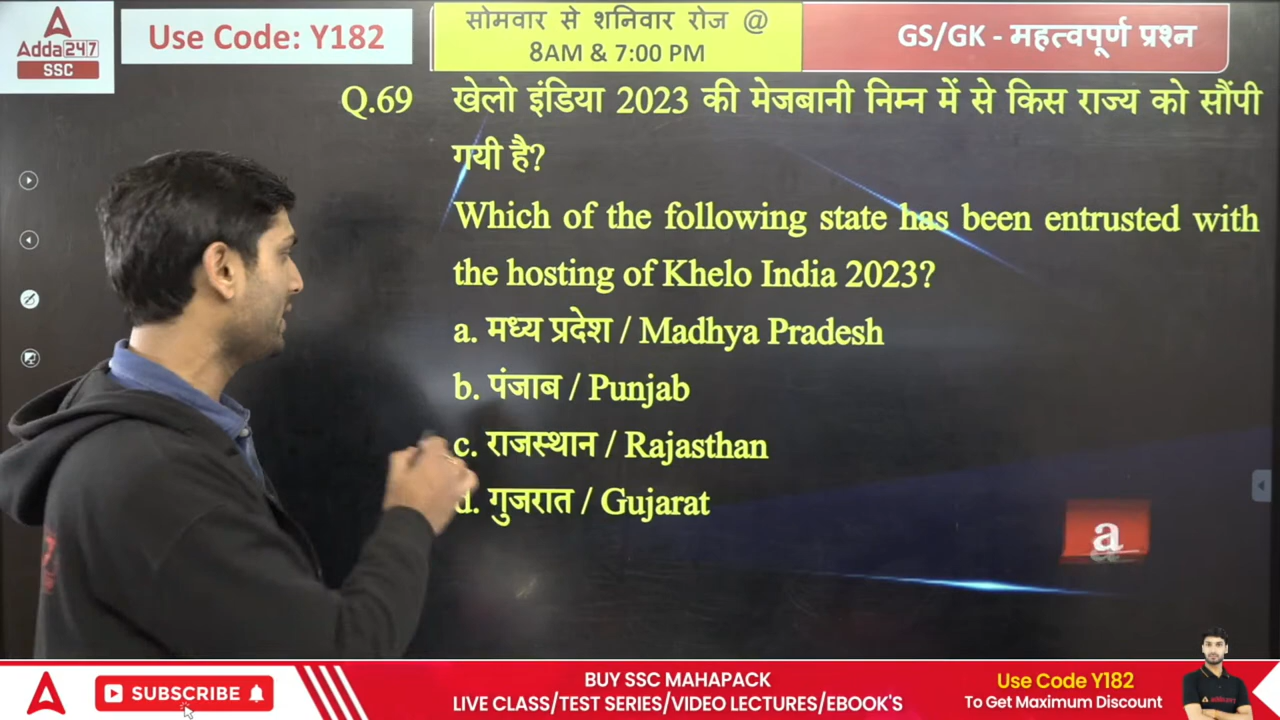 Adda247
SSC
Use Code: Y182
सोमवार से शनिवार रोज @
8AM & 7:00 PM
GS/GK - महत्वपूर्ण प्रश्न
Q.69 खेलो इंडिया 2023 की मेजबानी निम्न में से किस राज्य को सौंपी
गयी है?
Which of the following state has been entrusted with
the hosting of Khelo India 2023?
a. मध्य प्रदेश / Madhya Pradesh
b. पंजाब / Punjab
c. राजस्थान / Rajasthan
d. गुजरात / Gujarat
a
SUBSCRIBE
BUY SSC MAHAPACK
LIVE CLASS/TEST SERIES/VIDEO LECTURES/EBOOK'S
Use Code Y182
To Get Maximum Discount